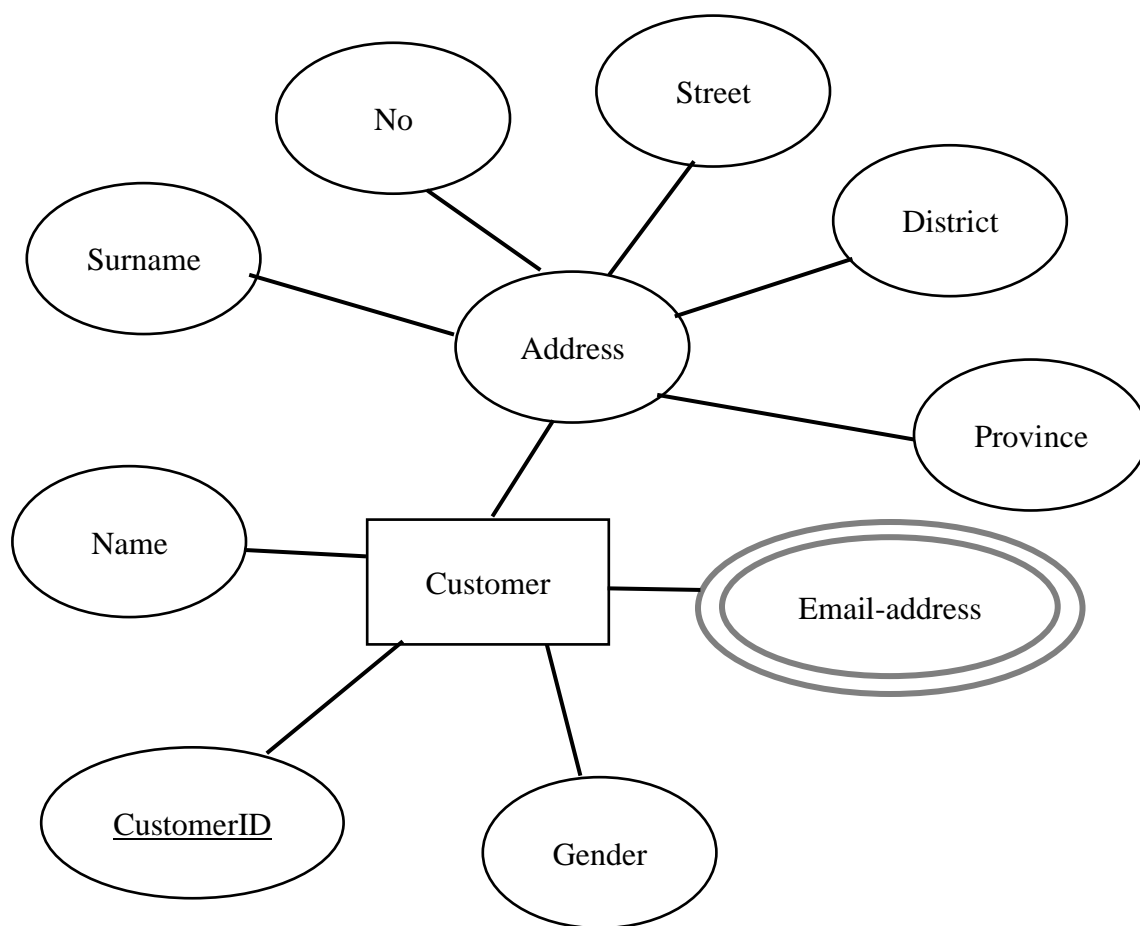 Street
No
District
Surname
Address
Province
Name
Customer
Email-address
CustomerID
Gender